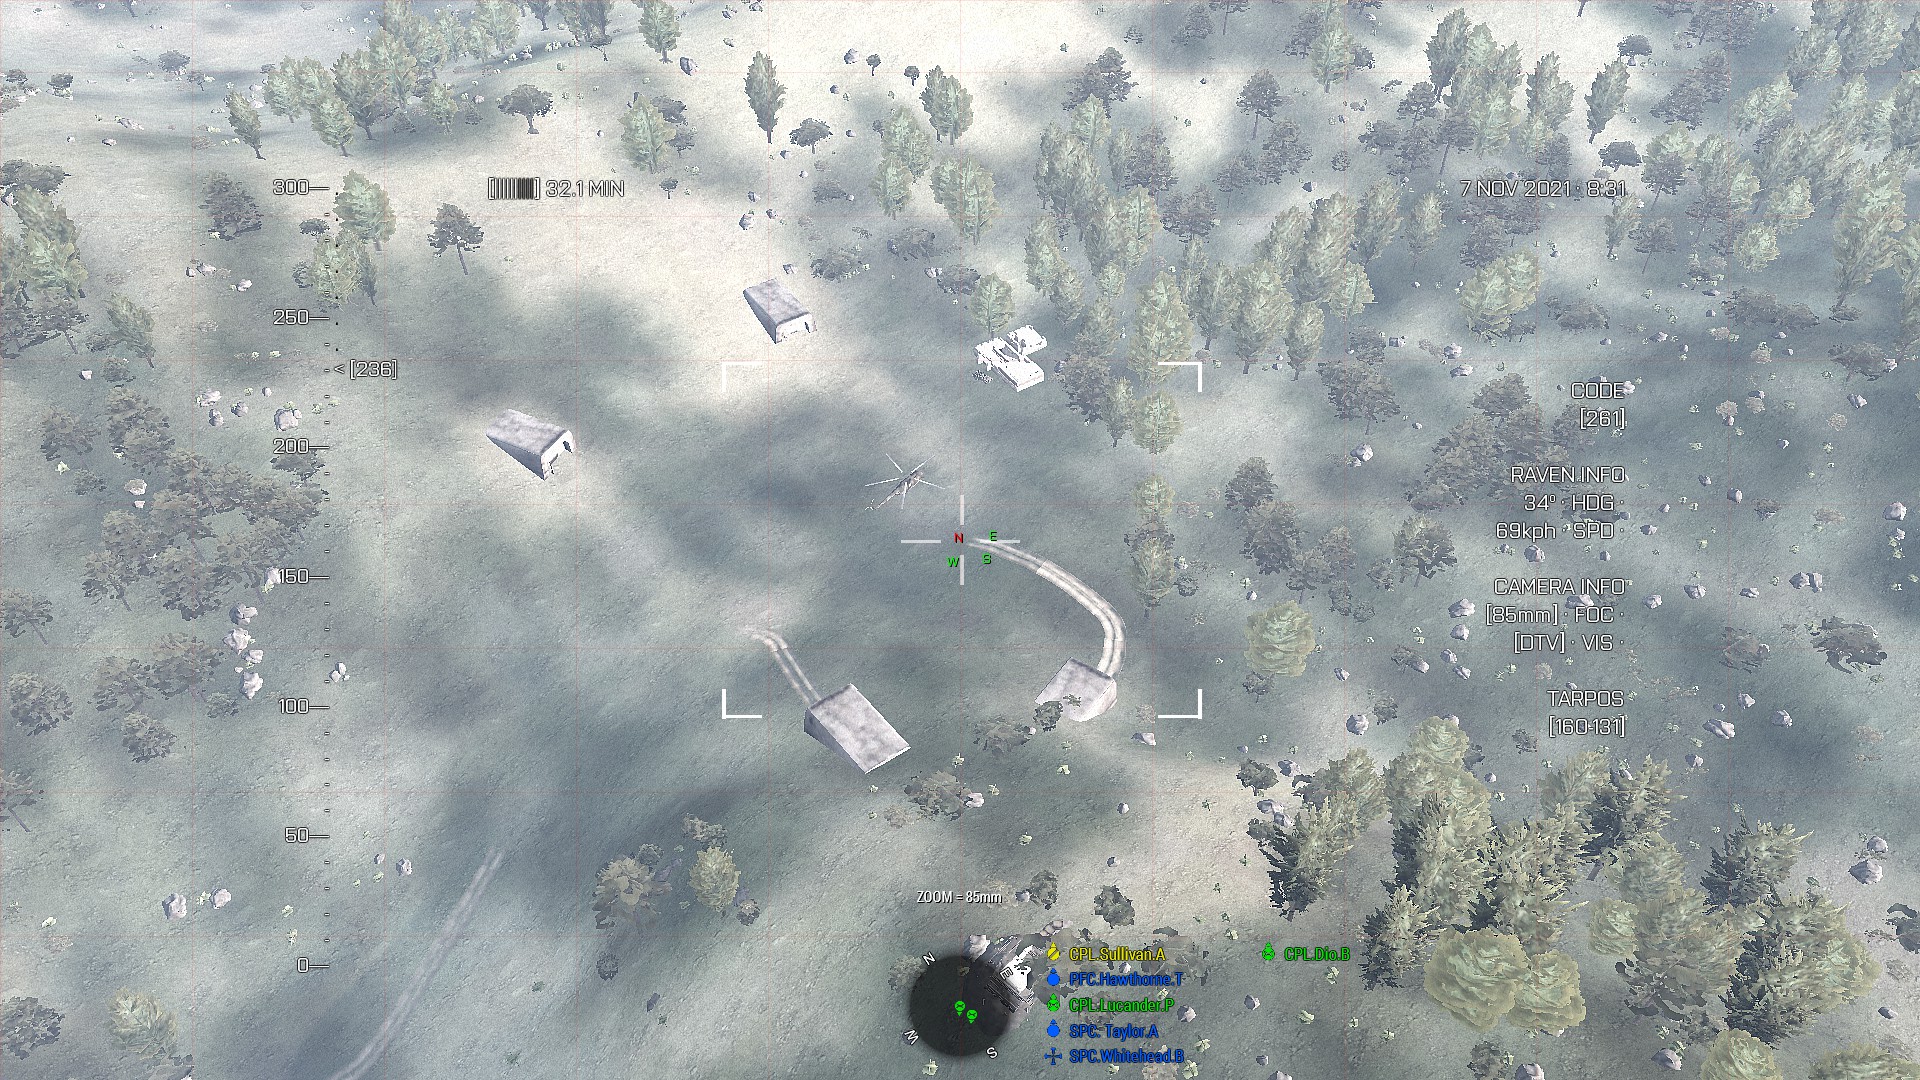 300
[||||||||||] 32.1 MIN
7 NOV 2021 · 8:31
250
< [236]
CODE
[261]
200
RAVEN INFO
34º · HDG ·
69kph · SPD ·
N E
W S
150
CAMERA INFO
[85mm] · FOC ·
[DTV] · VIS ·
100
TARPOS
[160-131]
50
ZOOM = 85mm
0
N
W
S
CPL.Sullivan.A
CPL.Dio.B
PFC.Hawthorne.T
CPL.Lucander.P
SPC. Taylor.A
SPC.Whitehead.B